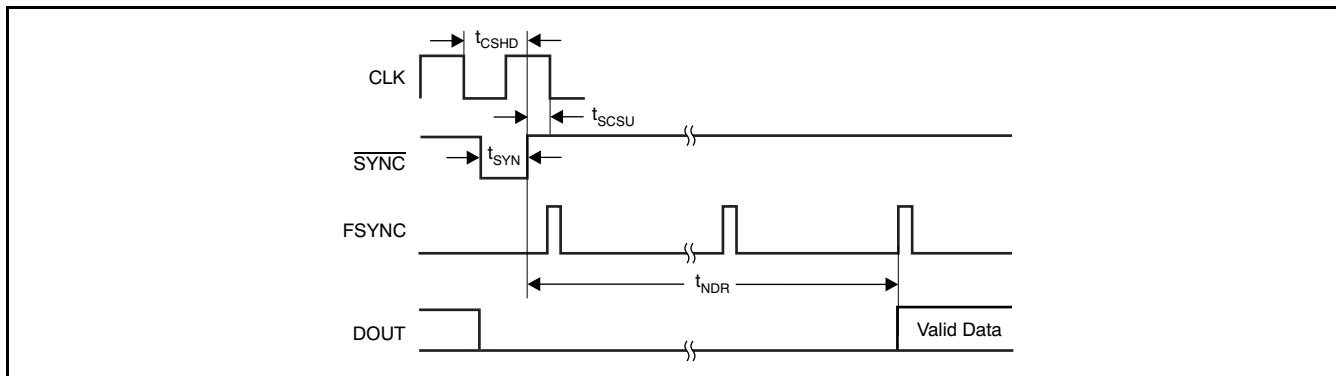 tCSHD
CLK
tSCSU
SYNC
tSYN
FSYNC
tNDR
DOUT
Valid Data